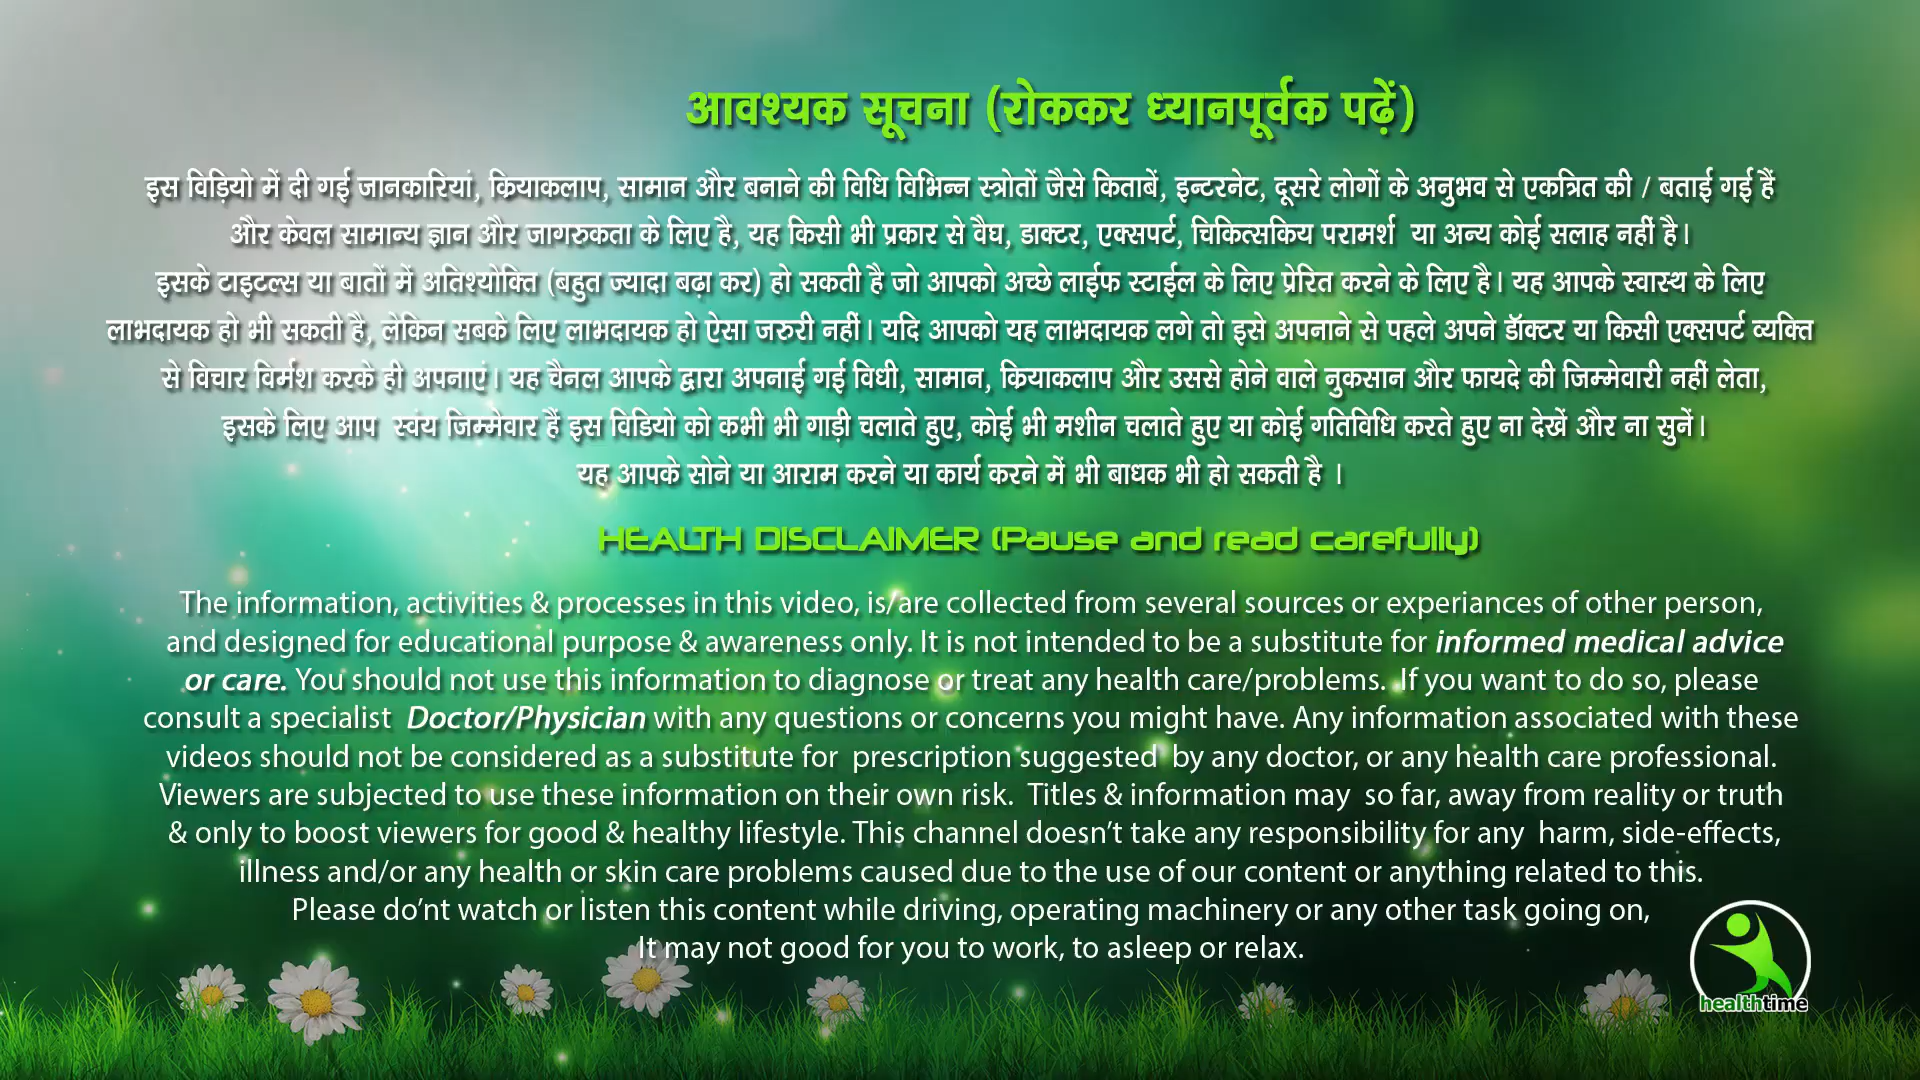 आवश्यक सूचना (रोककर ध्यानपूर्वक पढ़ें)
इस विड़ियो में दी गई जानकारियां, क्रियाकलाप, सामान और बनाने की विधि विभिन्न स्त्रोतों जैसे किताबें, इन्टरनेट, दूसरे लोगों के अनुभव से एकत्रित की / बताई गई हैं
और केवल सामान्य ज्ञान और जागरुकता के लिए है, यह किसी भी प्रकार से वैघ, डाक्टर, एक्सपर्ट, चिकित्सकिय परामर्श या अन्य कोई सलाह नहीं है।
इसके टाइटल्स या बातों में अतिश्योक्ति (बहुत ज्यादा बढ़ा कर) हो सकती है जो आपको अच्छे लाईफ स्टाईल के लिए प्रेरित करने के लिए है। यह आपके स्वास्थ के लिए
लाभदायक हो भी सकती है, लेकिन सबके लिए लाभदायक हो ऐसा जरुरी नहीं। यदि आपको यह लाभदायक लगे तो इसे अपनाने से पहले अपने डॉक्टर या किसी एक्सपर्ट व्यक्ति
से विचार विर्मश करके ही अपनाएं। यह चैनल आपके द्वारा अपनाई गई विधी, सामान, क्रियाकलाप और उससे होने वाले नुकसान और फायदे की जिम्मेवारी नहीं लेता,
इसके लिए आप स्वंय जिम्मेवार हैं इस विडियो को कभी भी गाड़ी चलाते हुए, कोई भी मशीन चलाते हुए या कोई गतिविधि करते हुए ना देखें और ना सुनें।
यह आपके सोने या आराम करने या कार्य करने में भी बाधक भी हो सकती है ।
HEALTH DISCLAIMER (Pause and read carefully)
The information, activities & processes in this video, is/are collected from several sources or experiances of other person,
and designed for educational purpose & awareness only. It is not intended to be a substitute for informed medical advice
or care. You should not use this information to diagnose or treat any health care/problems. If you want to do so, please
consult a specialist Doctor/Physician with any questions or concerns you might have. Any information associated with these
videos should not be considered as a substitute for prescription suggested by any doctor, or any health care professional.
Viewers are subjected to use these information on their own risk. Titles & information may so far, away from reality or truth
& only to boost viewers for good & healthy lifestyle. This channel doesn't take any responsibility for any harm, side-effects,
illness and/or any health or skin care problems caused due to the use of our content or anything related to this.
Please do'nt watch or listen this content while driving, operating machinery or any other task going on,
It may not good for you to work, to asleep or relax.
healthtime